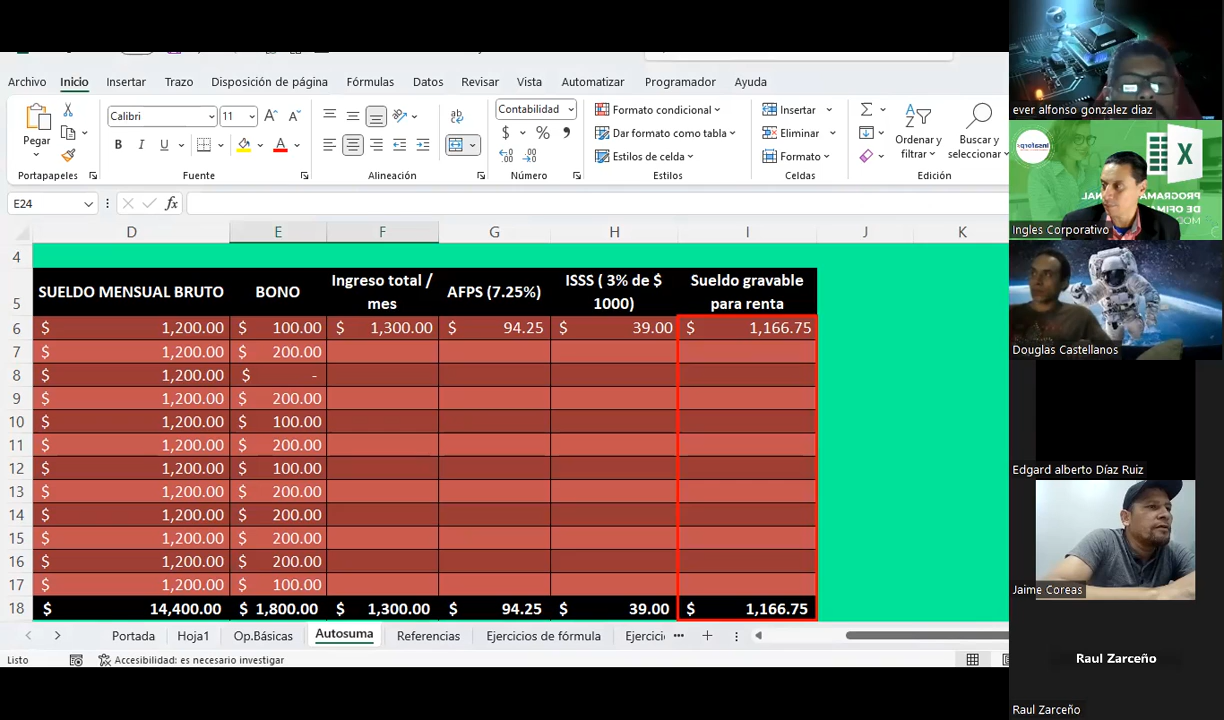 Archivo Inicio Insertar Trazo Disposición de página Fórmulas Datos Revisar Vista Automatizar Programador Ayuda
Pegar
Portapapeles
Calibri 11
N K S
Fuente
Alineación
Contabilidad
$ %
Número
Formato condicional
Dar formato como tabla
Estilos de celda
Estilos
Insertar
Eliminar
Formato
Celdas
Ordenar y filtrar
Buscar y seleccionar
Edición
E24 fx
D E F G H I J K
4
5 SUELDO MENSUAL BRUTO BONO Ingreso total / mes AFPS (7.25%) ISSS ( 3% de $ 1000) Sueldo gravable para renta
6 $ 1,200.00 $ 100.00 $ 1,300.00 $ 94.25 $ 39.00 $ 1,166.75
7 $ 1,200.00 $ 200.00
8 $ 1,200.00 $ -
9 $ 1,200.00 $ 200.00
10 $ 1,200.00 $ 100.00
11 $ 1,200.00 $ 200.00
12 $ 1,200.00 $ 100.00
13 $ 1,200.00 $ 200.00
14 $ 1,200.00 $ 200.00
15 $ 1,200.00 $ 200.00
16 $ 1,200.00 $ 200.00
17 $ 1,200.00 $ 100.00
18 $ 14,400.00 $ 1,800.00 $ 1,300.00 $ 94.25 $ 39.00 $ 1,166.75
Portada Hoja1 Op.Básicas Autosuma Referencias Ejercicios de fórmula Ejercici
Listo Accesibilidad: es necesario investigar
ever alfonso gonzalez diaz
Insaforp
X
PROGRAMA
DE OFIMA
Ingles Corporativo
Douglas Castellanos
Edgard alberto Díaz Ruiz
Jaime Coreas
Raul Zarceño
Raul Zarceño